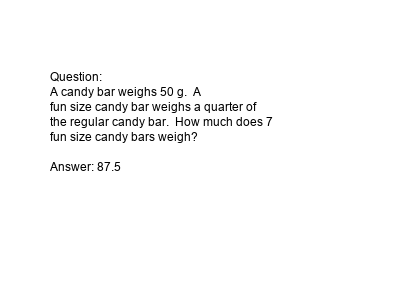 Question:
A candy bar weighs 50 g.  A
fun size candy bar weighs a quarter of
the regular candy bar.  How much does 7
fun size candy bars weigh?

Answer: 87.5